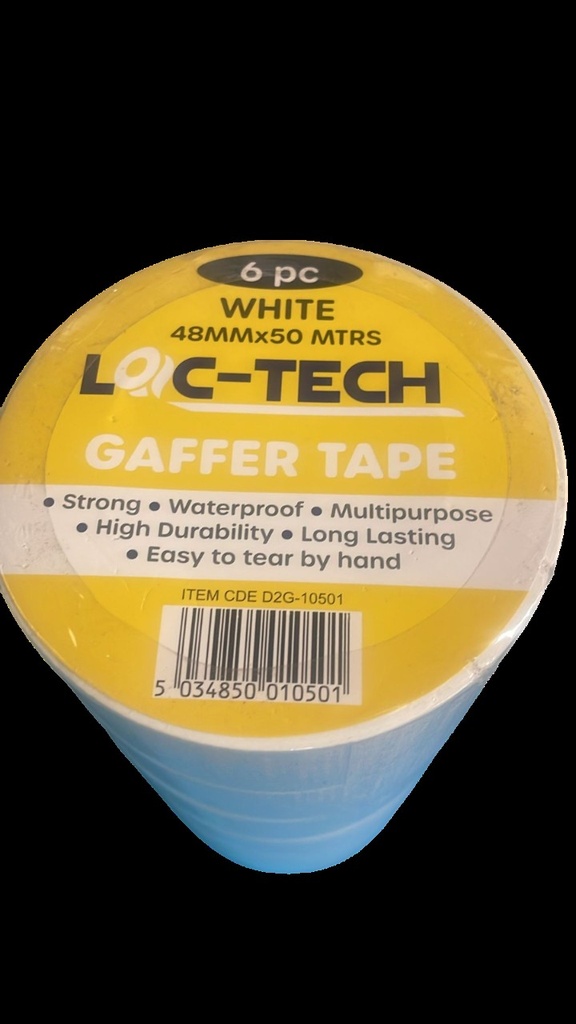 6 pc
WHITE
48MMx50 MTRS
LOC-TECH
GAFFER TAPE
• Strong • Waterproof • Multipurpose
• High Durability • Long Lasting
• Easy to tear by hand
ITEM CDE D2G-10501
5 034850 010501